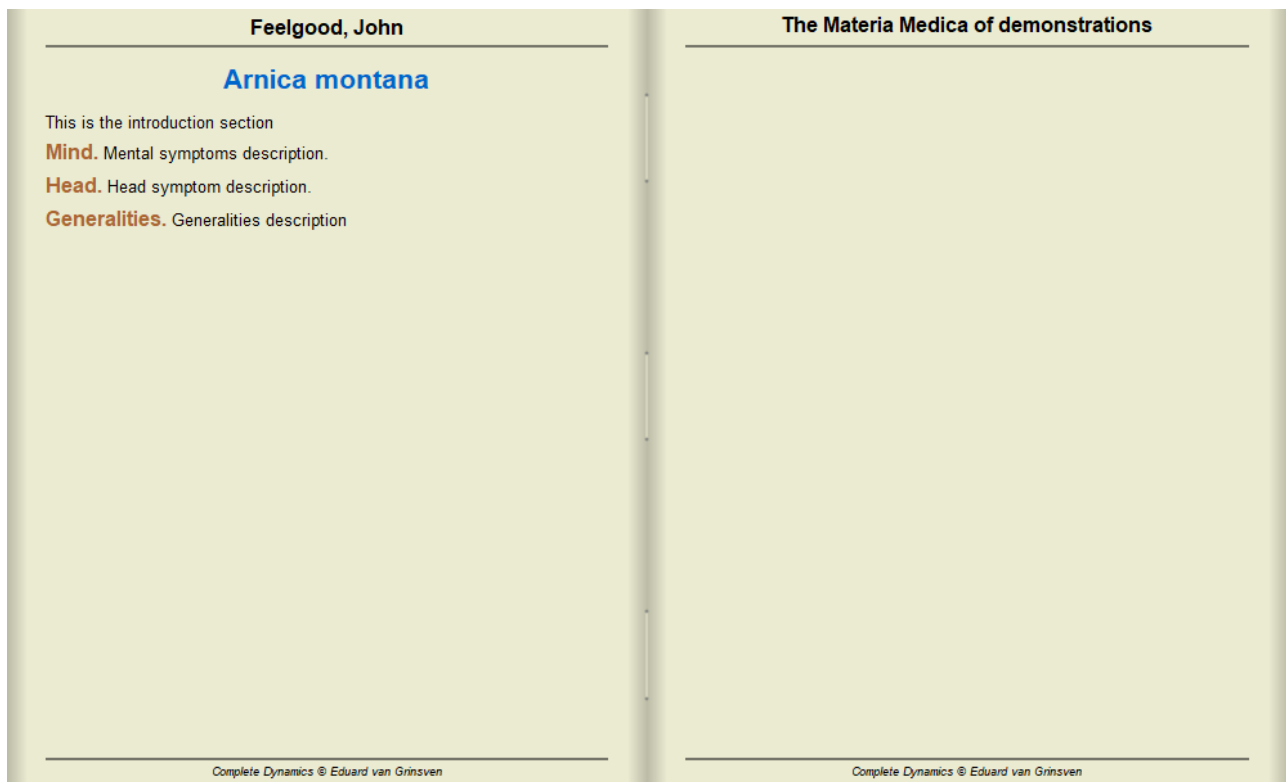 Feelgood, John
Arnica montana
This is the introduction section
Mind. Mental symptoms description.
Head. Head symptom description.
Generalities. Generalities description
Complete Dynamics © Eduard van Grinsven
The Materia Medica of demonstrations
Complete Dynamics © Eduard van Grinsven